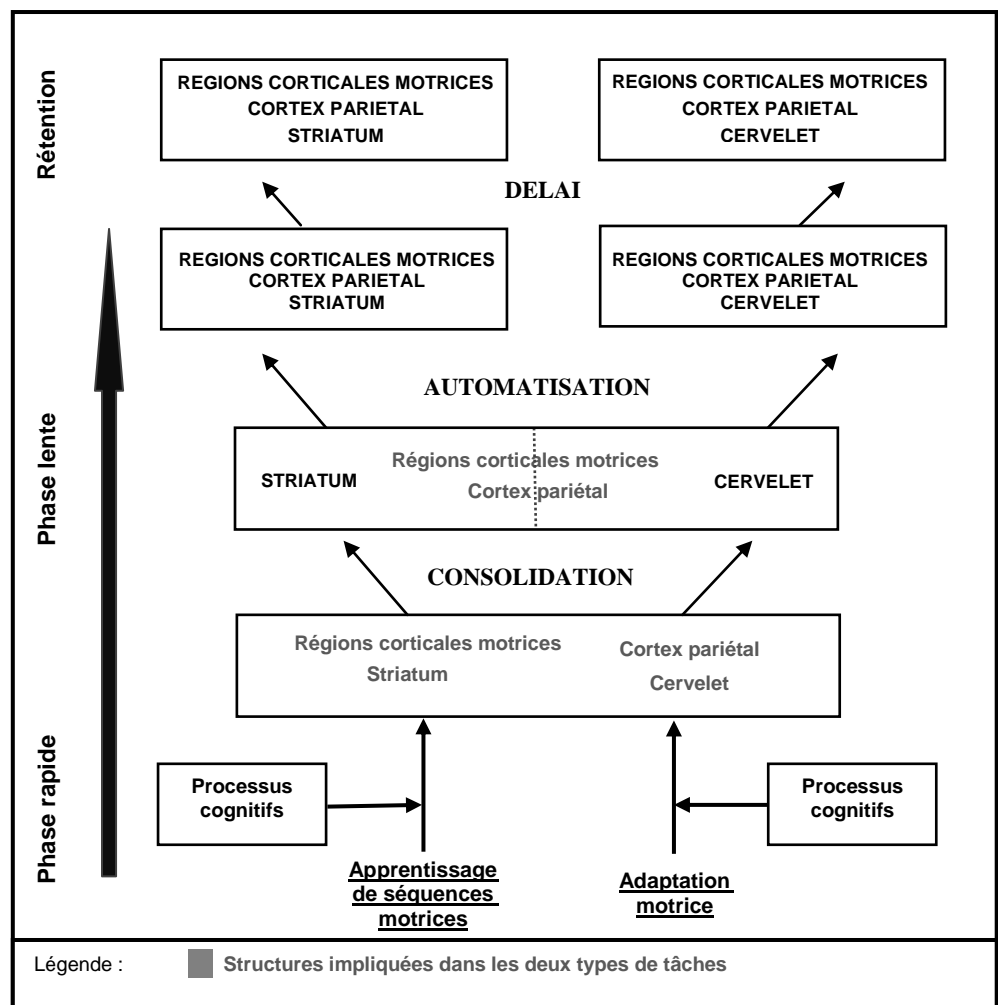 Rétention
REGIONS CORTICALES MOTRICES
CORTEX PARIETAL
STRIATUM
REGIONS CORTICALES MOTRICES
CORTEX PARIETAL
CERVELET
DELAI
REGIONS CORTICALES MOTRICES
CORTEX PARIETAL
STRIATUM
REGIONS CORTICALES MOTRICES
CORTEX PARIETAL
CERVELET
AUTOMATISATION
Phase lente
STRIATUM
Régions corticales motrices
Cortex pariétal
CERVELET
CONSOLIDATION
Régions corticales motrices
Striatum
Cortex pariétal
Cervelet
Phase rapide
Processus
cognitifs
Processus
cognitifs
Apprentissage
de séquences
motrices
Adaptation
motrice
Légende :
Structures impliquées dans les deux types de tâches